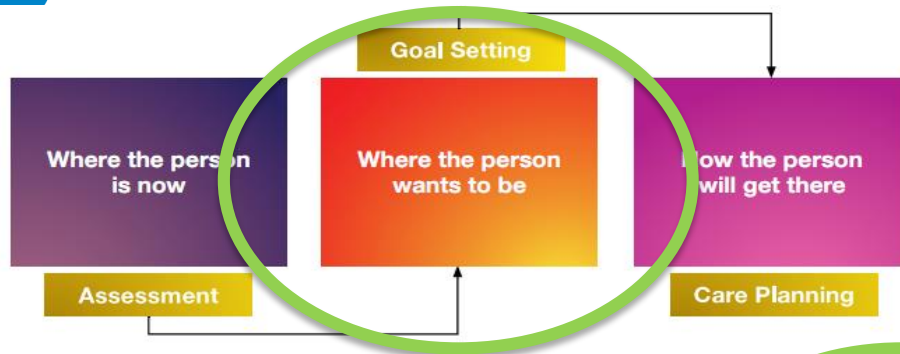 Goal Setting
Where the person
is now
Where the person
wants to be
How the person
will get there
Assessment
Care Planning